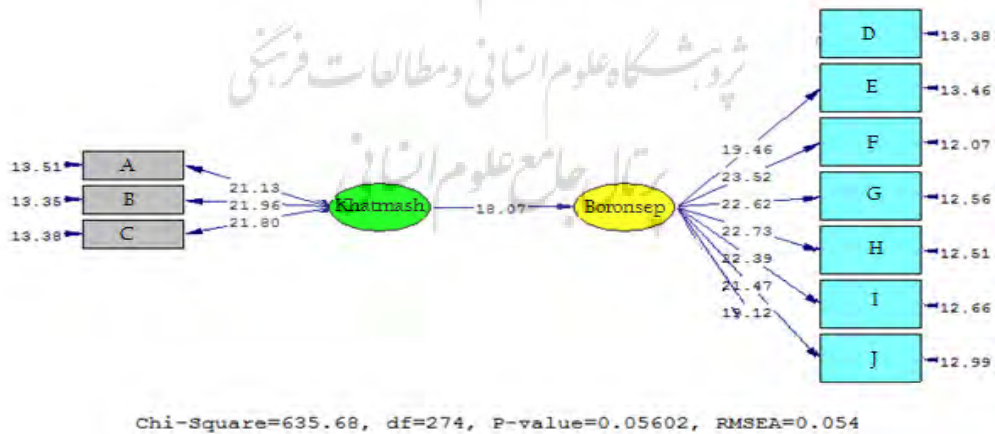 پژوهشگاه علوم انسانی و مطالعات فرهنگی
پرتال جامع علوم انسانی
D
13.38
E
13.46
F
12.07
G
12.56
H
12.51
I
12.66
J
12.99
13.51
A
13.35
B
13.38
C
21.13
21.96
21.80
Khatmash
18.07
Boronsep
19.46
23.52
22.62
22.73
22.39
21.47
19.12
Chi-Square=635.68, df=274, P-value=0.05602, RMSEA=0.054